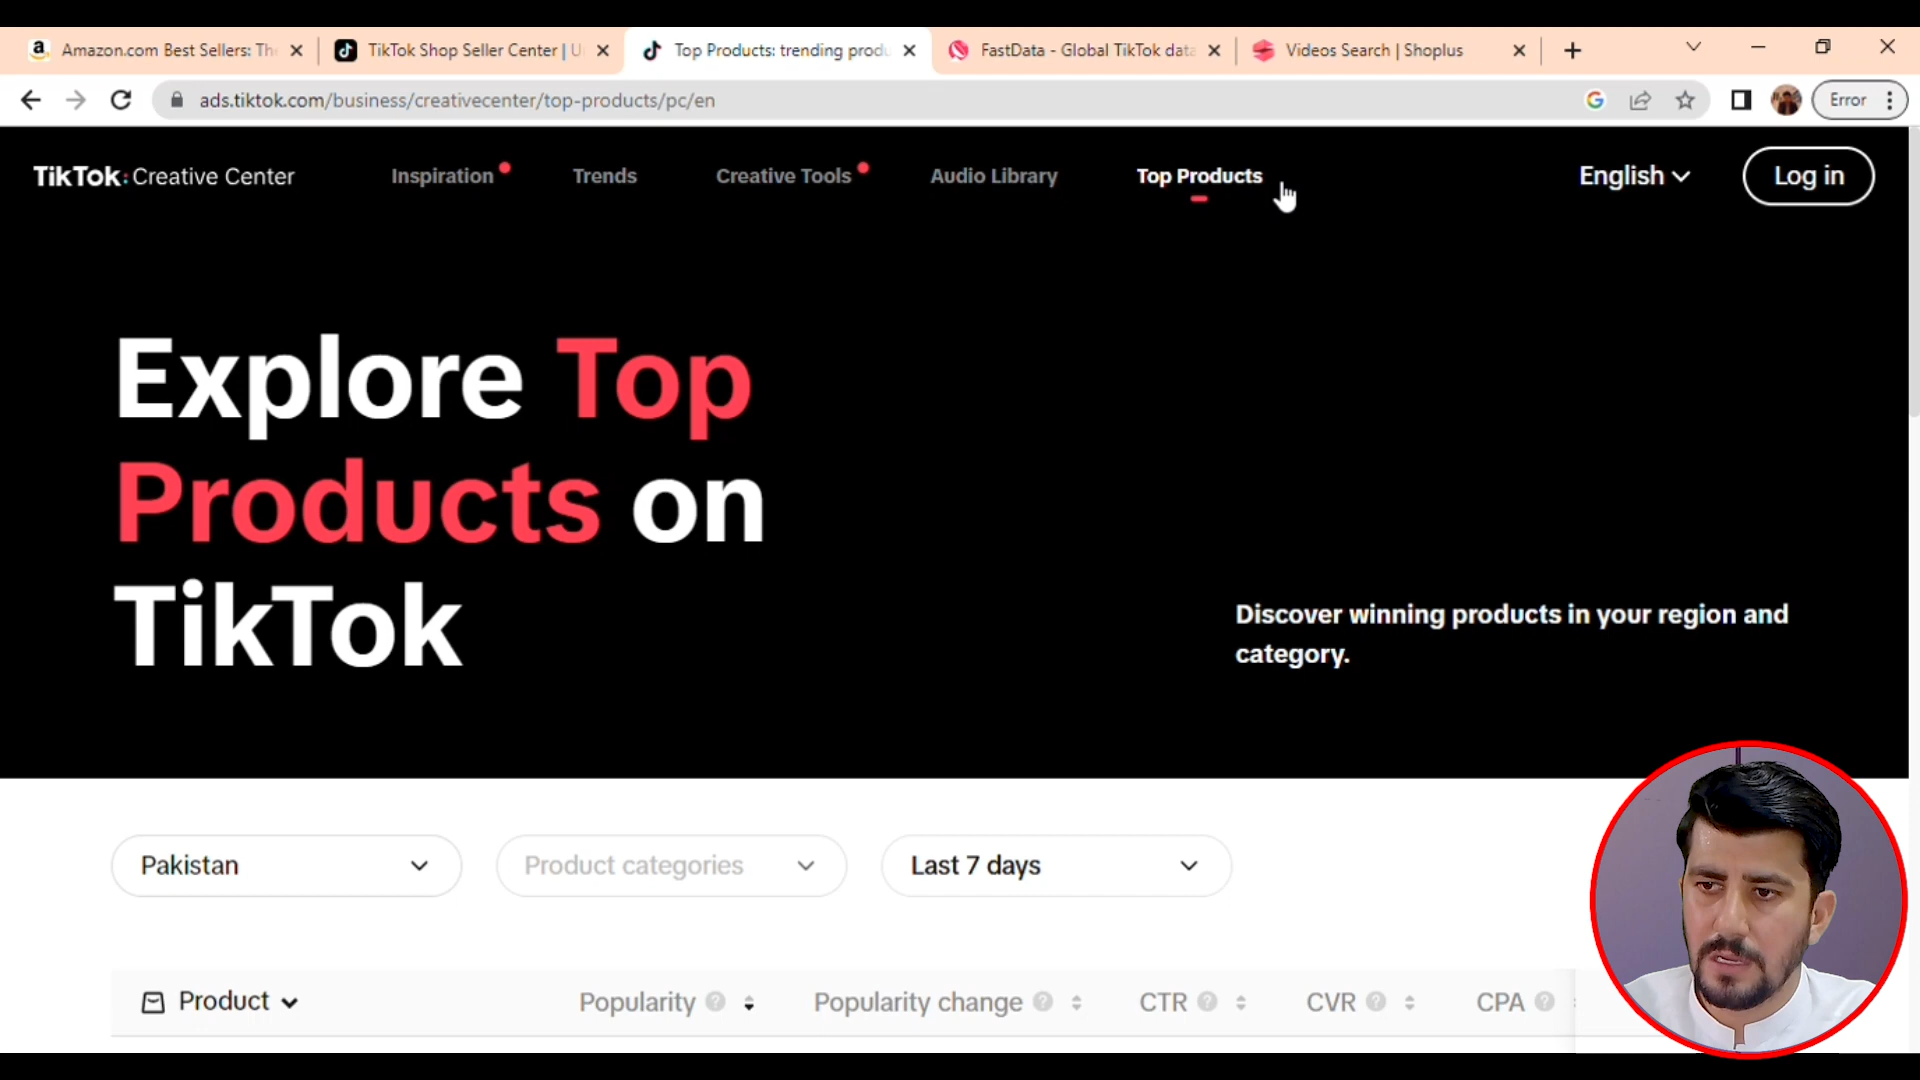 Amazon.com Best Sellers: Th
TikTok Shop Seller Center | U
Top Products: trending produ
FastData - Global TikTok data
Videos Search | Shoplus
ads.tiktok.com/business/creativecenter/top-products/pc/en
Error
TikTok: Creative Center
Inspiration
Trends
Creative Tools
Audio Library
Top Products
English
Log in
Explore Top
Products on
TikTok
Discover winning products in your region and
category.
Pakistan
Product categories
Last 7 days
Product
Popularity
Popularity change
CTR
CVR
CPA